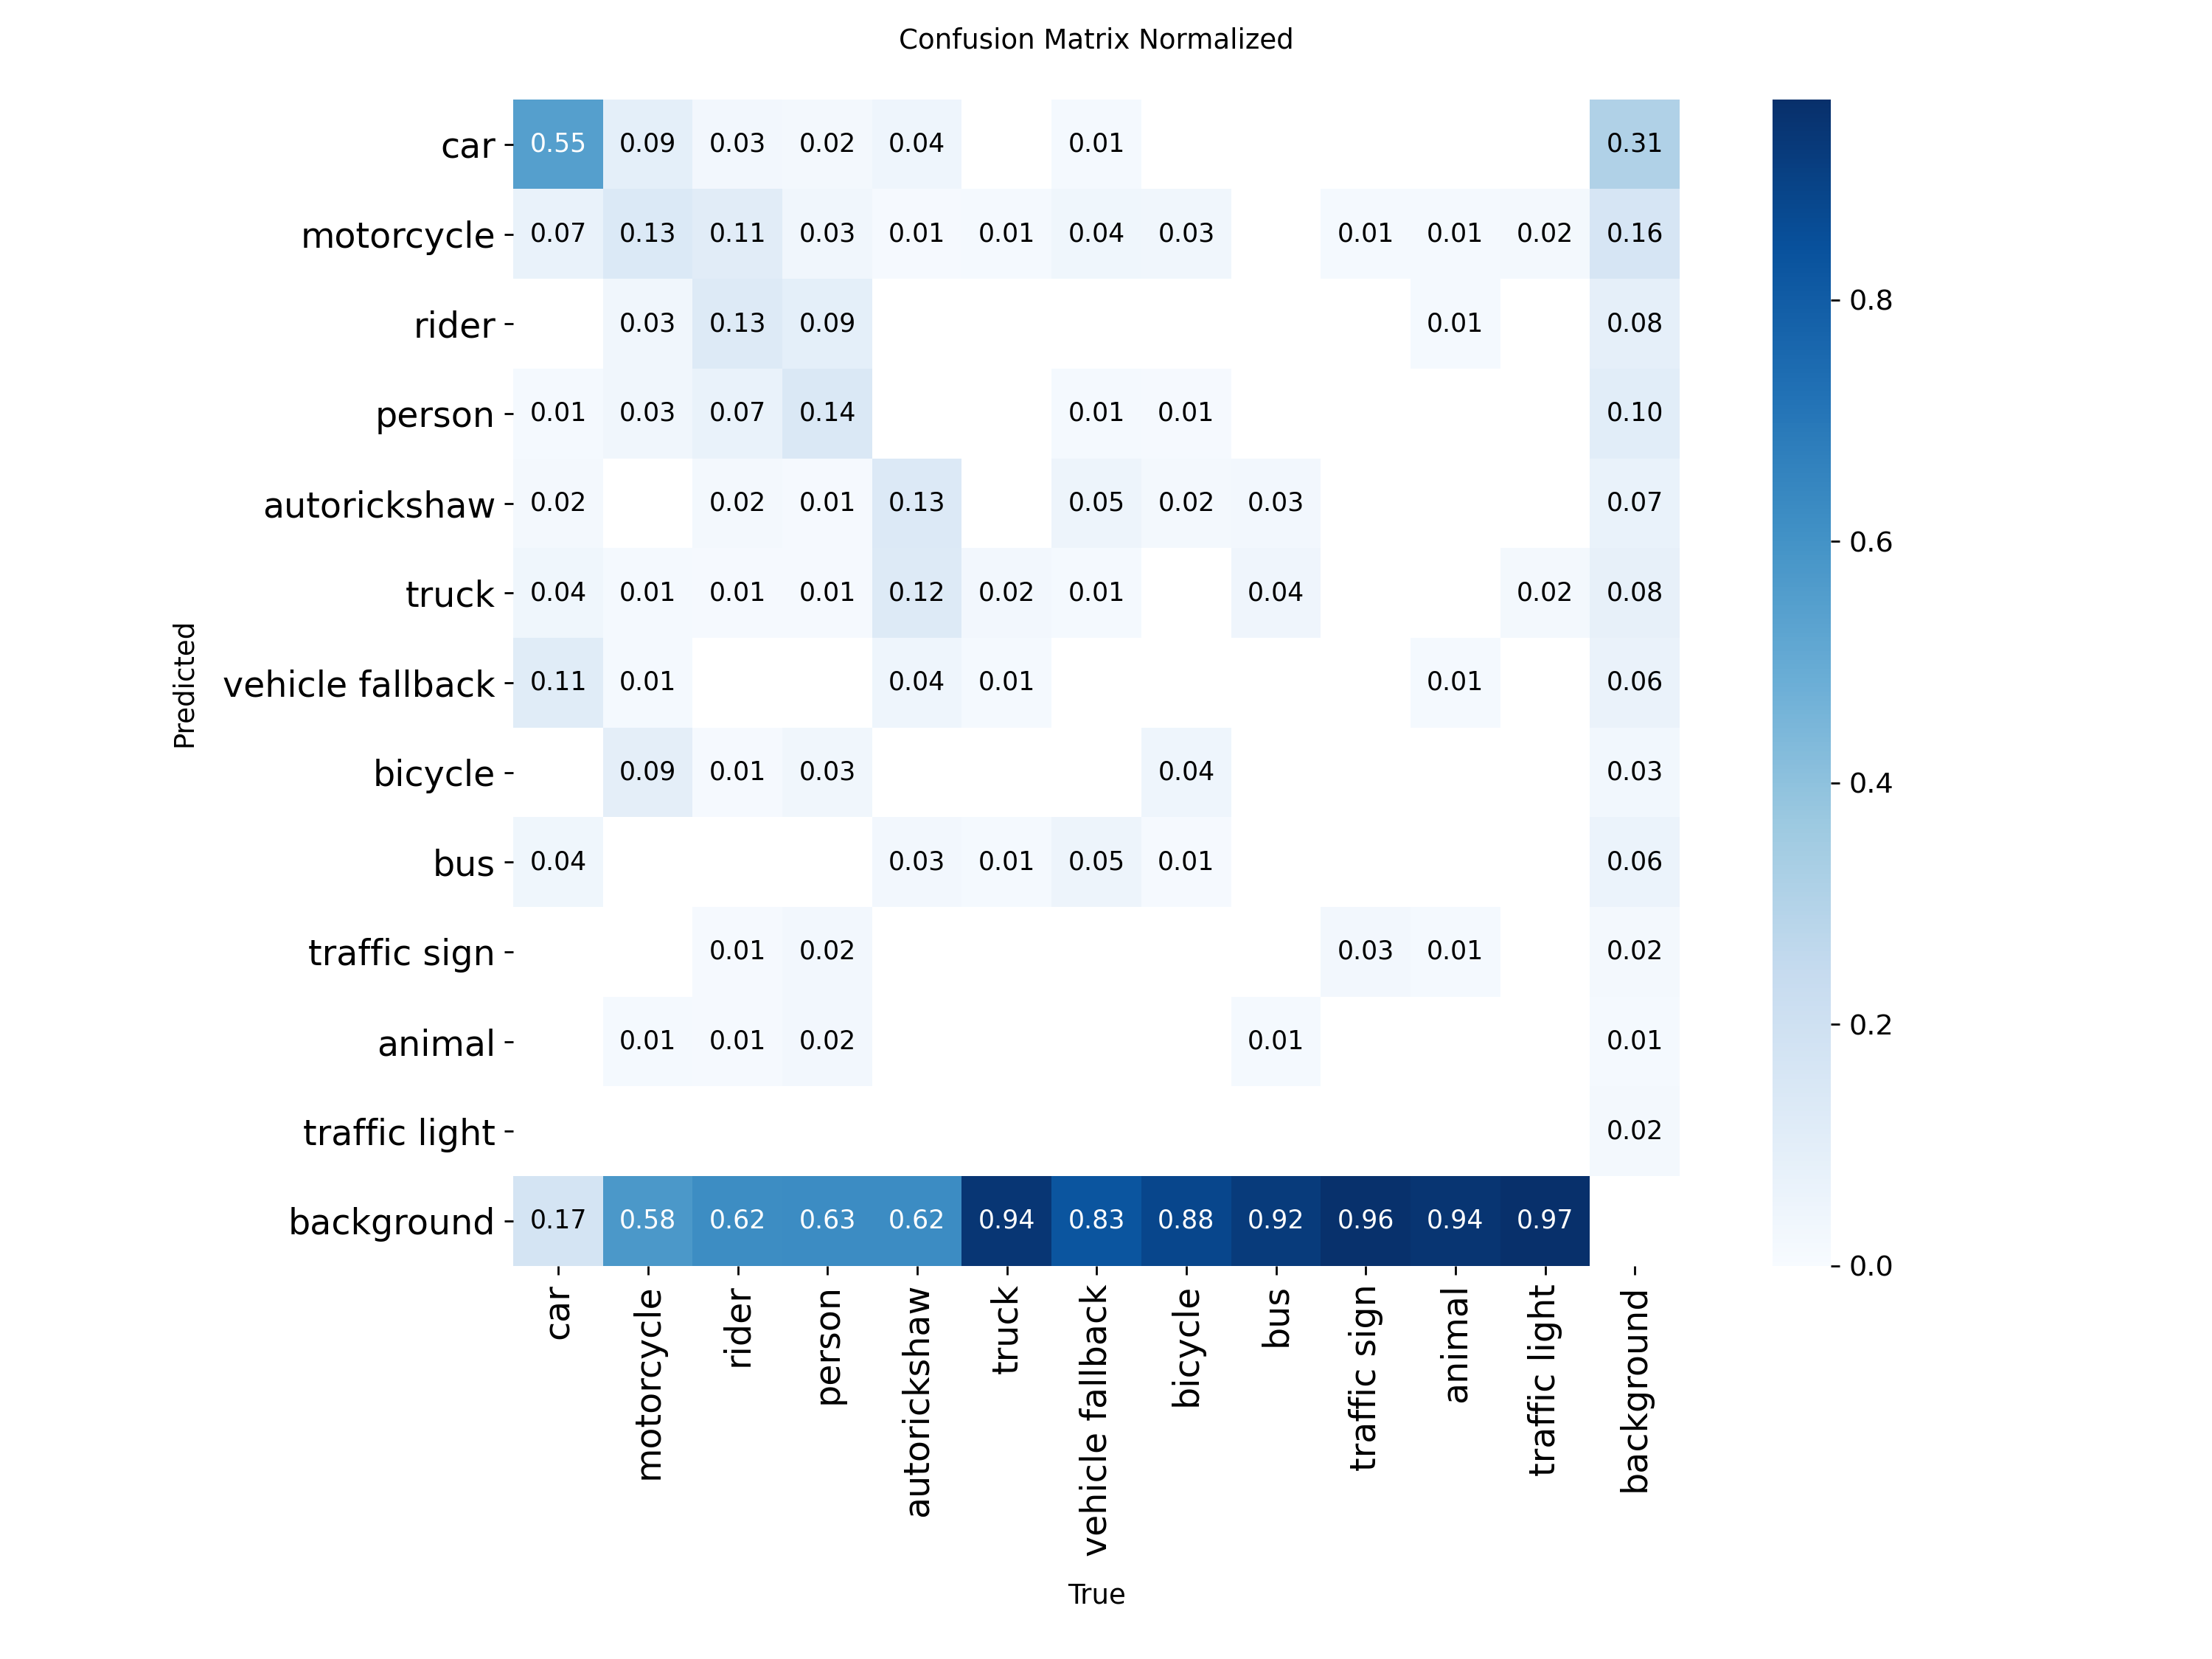 Confusion Matrix Normalized
car 0.55 0.09 0.03 0.02 0.04 0.01 0.31
motorcycle 0.07 0.13 0.11 0.03 0.01 0.01 0.04 0.03 0.01 0.01 0.02 0.16
rider 0.03 0.13 0.09 0.01 0.08
person 0.01 0.03 0.07 0.14 0.01 0.01 0.10
autorickshaw 0.02 0.02 0.01 0.13 0.05 0.02 0.03 0.07
truck 0.04 0.01 0.01 0.01 0.12 0.02 0.01 0.04 0.02 0.08
vehicle fallback 0.11 0.01 0.04 0.01 0.01 0.06
bicycle 0.09 0.01 0.03 0.04 0.03
bus 0.04 0.03 0.01 0.05 0.01 0.06
traffic sign 0.01 0.02 0.03 0.01 0.02
animal 0.01 0.01 0.02 0.01 0.01
traffic light 0.02
background 0.17 0.58 0.62 0.63 0.62 0.94 0.83 0.88 0.92 0.96 0.94 0.97
Predicted
car
motorcycle
rider
person
autorickshaw
truck
vehicle fallback
bicycle
bus
traffic sign
animal
traffic light
background
True
0.8
0.6
0.4
0.2
0.0